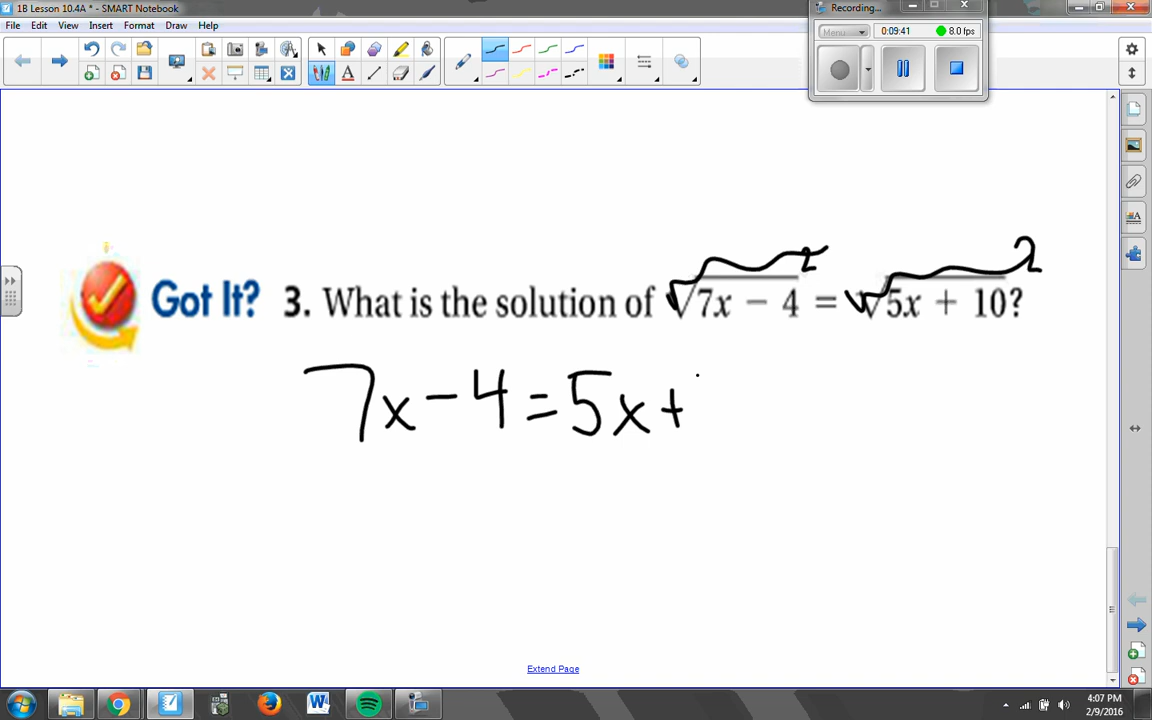 1B Lesson 10.4A * - SMART Notebook
Recording...
File Edit View Insert Format Draw Help
Menu 0:09:41 8.0 fps
Got It? 3. What is the solution of √7x − 4 = √5x + 10?
2 2
7x − 4 = 5x +
Extend Page
4:07 PM
2/9/2016